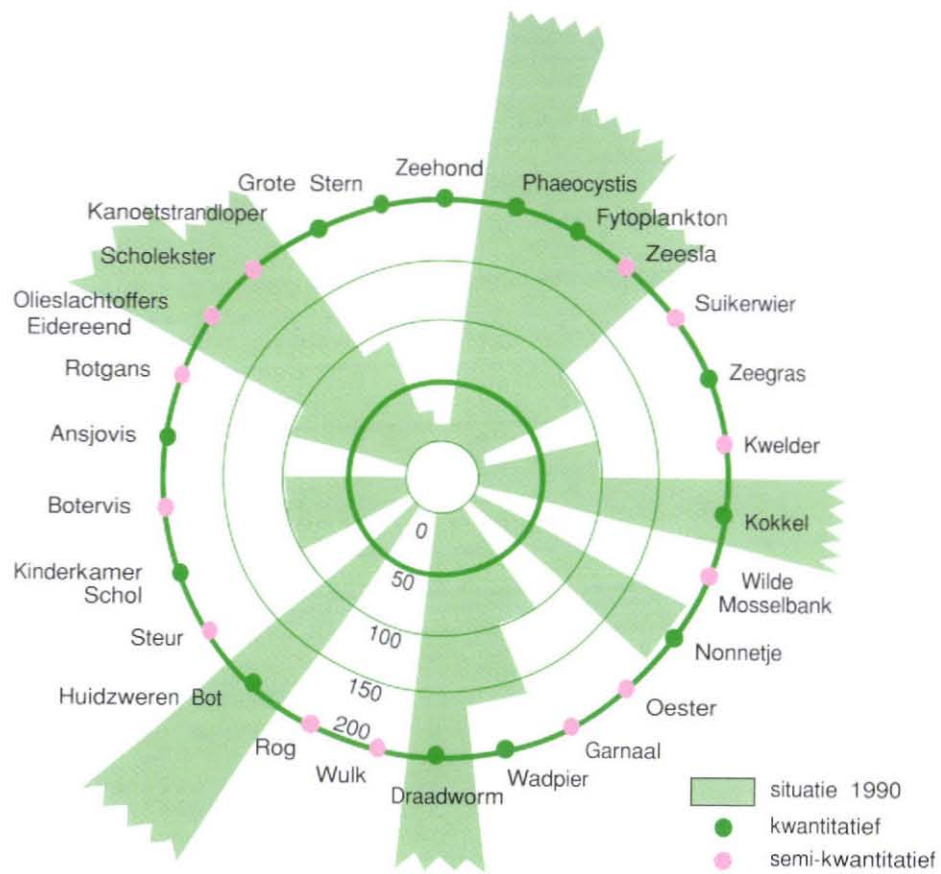 Zeehond
Phaeocystis
Fytoplankton
Zeesla
Suikerwier
Zeegras
Kwelder
Kokkel
Wilde
Mosselbank
Nonnetje
Oester
Garnaal
Wadpier
Draadworm
Wulk
Rog
Huidzweren Bot
Steur
Kinderkamer
Schol
Botervis
Ansjovis
Rotgans
Olieslachtoffers
Eidereend
Scholekster
Kanoetstrandloper
Grote Stern
0
50
100
150
200
situatie 1990
kwantitatief
semi-kwantitatief